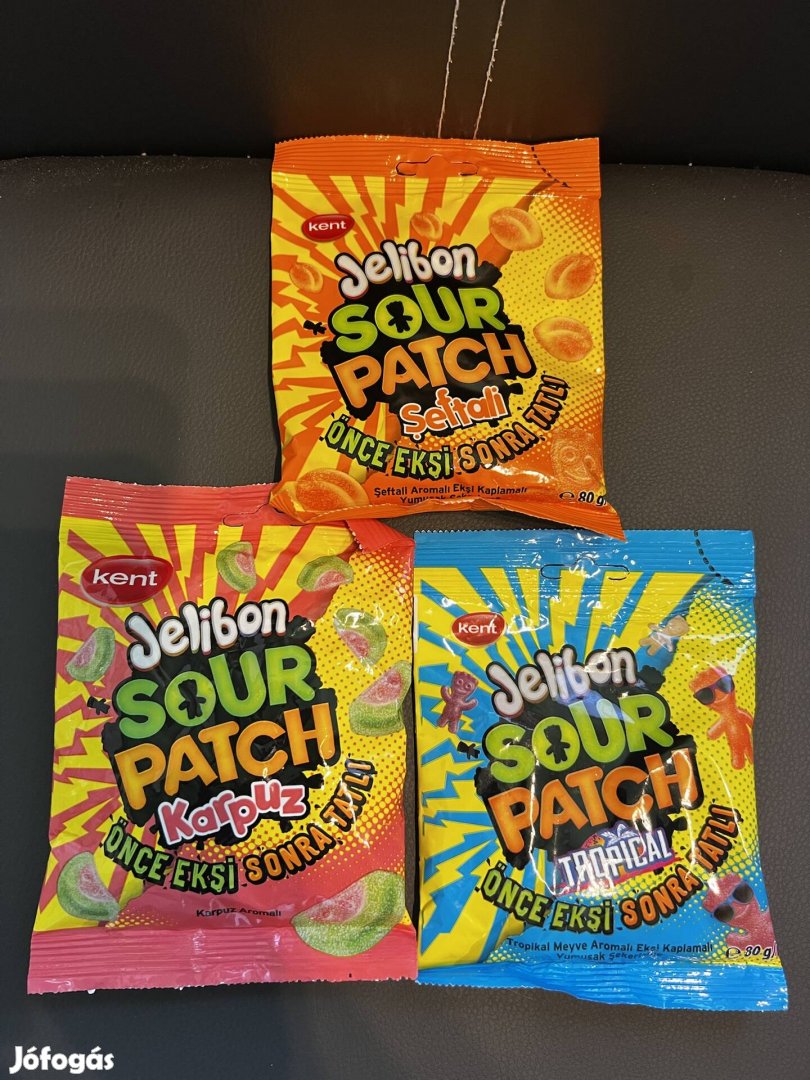 kent
Jelibon
SOUR
PATCH
Şeftali
ÖNCE EKŞİ SONRA TATLI
Şeftali Aromalı Ekşi Kaplamalı
Yumuşak
℮ 80 g
kent
Jelibon
SOUR
PATCH
Karpuz
ÖNCE EKŞİ SONRA TATLI
Karpuz Aromalı
kent
Jelibon
SOUR
PATCH
TROPICAL
ÖNCE EKŞİ SONRA TATLI
Tropikal Meyve Aromalı Ekşi Kaplamalı
Yumuşak
℮ 80 g
Jófogás